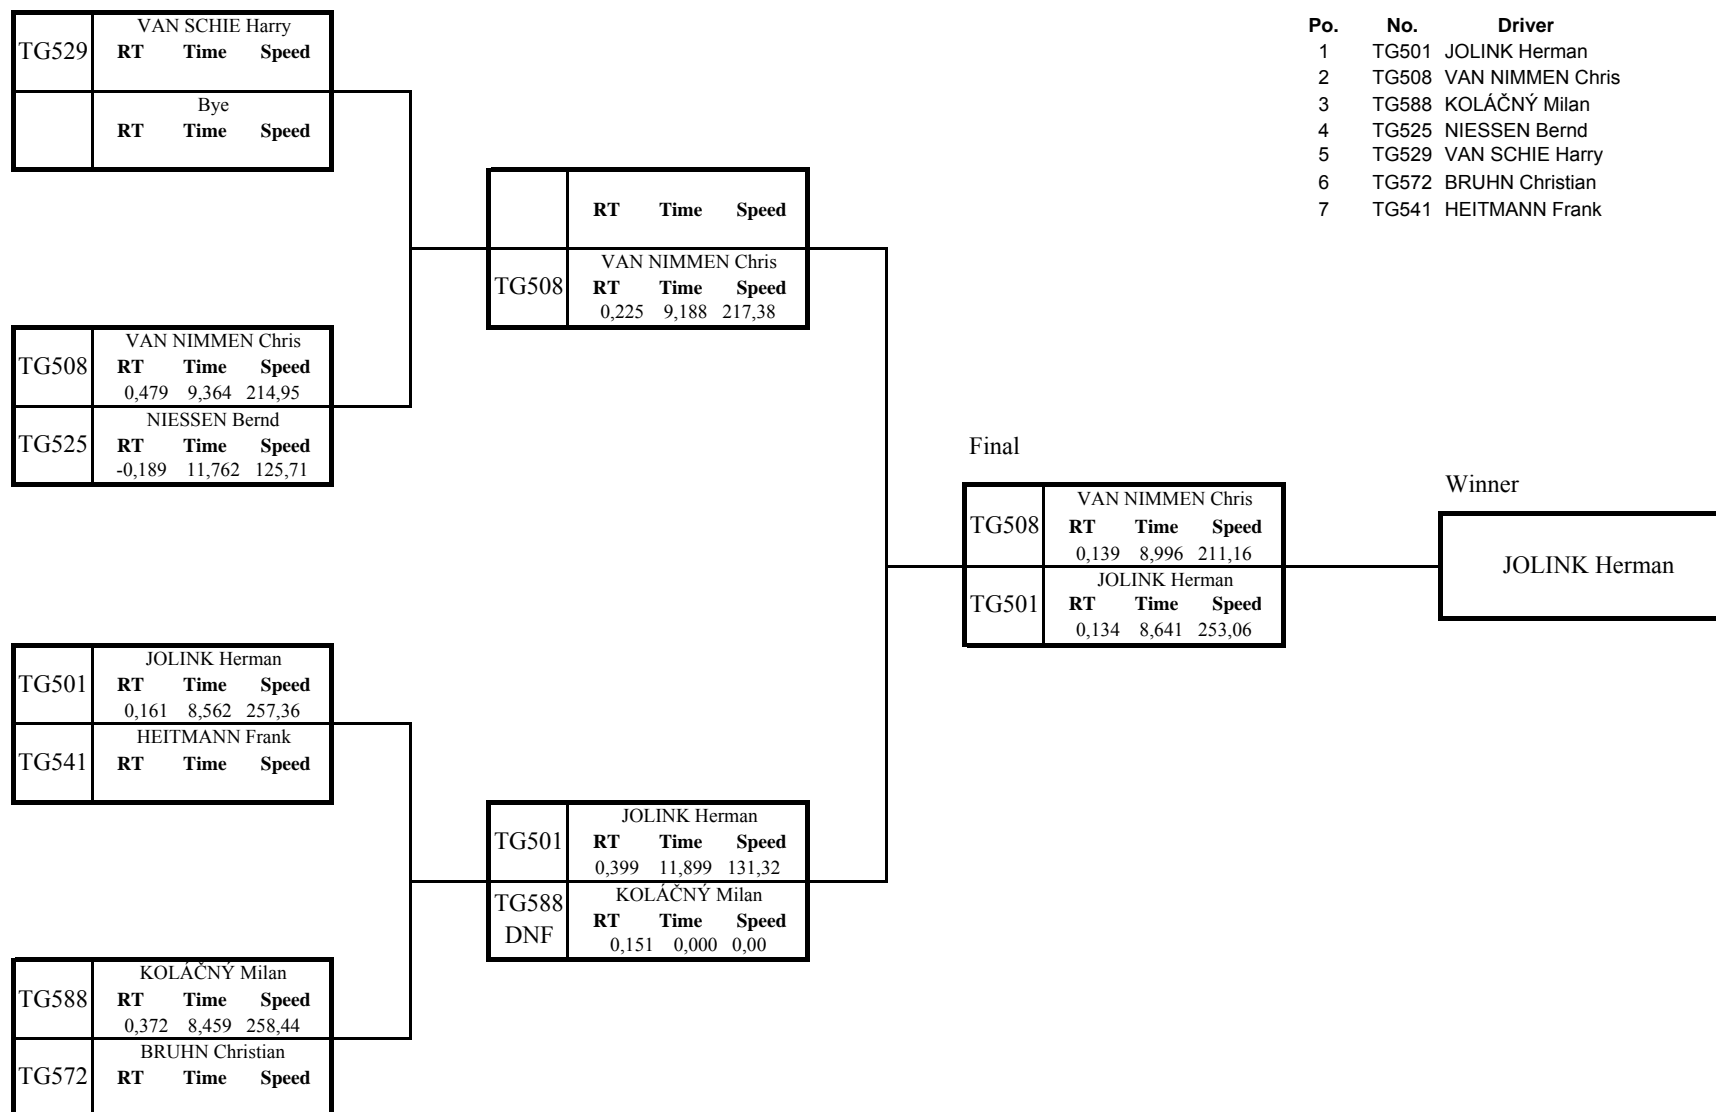 VAN SCHIE Harry
TG529 RT Time Speed
Bye
RT Time Speed
VAN NIMMEN Chris
TG508 RT Time Speed
0,479 9,364 214,95
NIESSEN Bernd
TG525 RT Time Speed
-0,189 11,762 125,71
JOLINK Herman
TG501 RT Time Speed
0,161 8,562 257,36
HEITMANN Frank
TG541 RT Time Speed
KOLÁČNÝ Milan
TG588 RT Time Speed
0,372 8,459 258,44
BRUHN Christian
TG572 RT Time Speed
RT Time Speed
VAN NIMMEN Chris
TG508 RT Time Speed
0,225 9,188 217,38
JOLINK Herman
TG501 RT Time Speed
0,399 11,899 131,32
KOLÁČNÝ Milan
TG588 RT Time Speed
DNF 0,151 0,000 0,00
Final
VAN NIMMEN Chris
TG508 RT Time Speed
0,139 8,996 211,16
JOLINK Herman
TG501 RT Time Speed
0,134 8,641 253,06
Winner
JOLINK Herman
Po. No. Driver
1 TG501 JOLINK Herman
2 TG508 VAN NIMMEN Chris
3 TG588 KOLÁČNÝ Milan
4 TG525 NIESSEN Bernd
5 TG529 VAN SCHIE Harry
6 TG572 BRUHN Christian
7 TG541 HEITMANN Frank